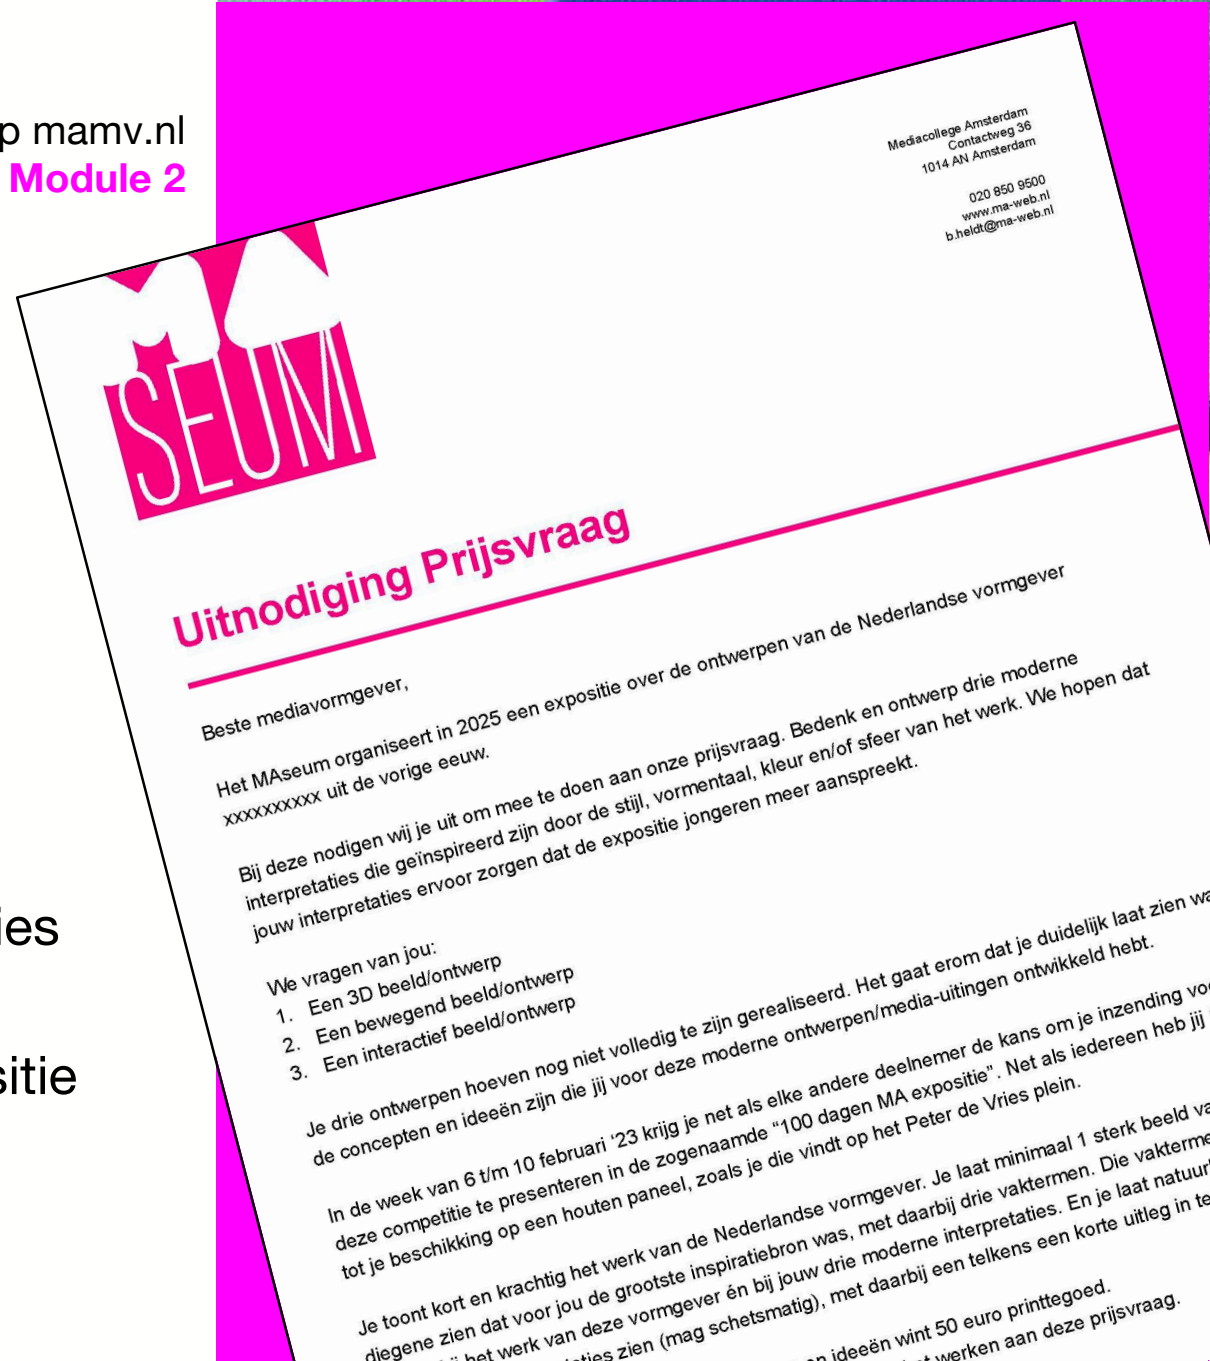 p mamv.nl
Module 2
Mediacollege Amsterdam
Contactweg 36
1014 AN Amsterdam
020 850 9500
www.ma-web.nl
b.heldt@ma-web.nl
MA
SEUM
Uitnodiging Prijsvraag
Beste mediavormgever,
Het MAseum organiseert in 2025 een expositie over de ontwerpen van de Nederlandse vormgever
xxxxxxxxxx uit de vorige eeuw.
Bij deze nodigen wij je uit om mee te doen aan onze prijsvraag. Bedenk en ontwerp drie moderne
interpretaties die geïnspireerd zijn door de stijl, vormentaal, kleur en/of sfeer van het werk. We hopen dat
jouw interpretaties ervoor zorgen dat de expositie jongeren meer aanspreekt.
We vragen van jou:
1. Een 3D beeld/ontwerp
2. Een bewegend beeld/ontwerp
3. Een interactief beeld/ontwerp
Je drie ontwerpen hoeven nog niet volledig te zijn gerealiseerd. Het gaat erom dat je duidelijk laat zien wa
de concepten en ideeën zijn die jij voor deze moderne ontwerpen/media-uitingen ontwikkeld hebt.
In de week van 6 t/m 10 februari ‘23 krijg je net als elke andere deelnemer de kans om je inzending vo
deze competitie te presenteren in de zogenaamde “100 dagen MA expositie”. Net als iedereen heb jij
tot je beschikking op een houten paneel, zoals je die vindt op het Peter de Vries plein.
Je toont kort en krachtig het werk van de Nederlandse vormgever. Je laat minimaal 1 sterk beeld va
diegene zien dat voor jou de grootste inspiratiebron was, met daarbij drie vaktermen. Die vakterme
het werk van deze vormgever én bij jouw drie moderne interpretaties. En je laat natuur
ties zien (mag schetsmatig), met daarbij een telkens een korte uitleg in te
en ideeën wint 50 euro printtegoed.
werken aan deze prijsvraag.
ies
sitie